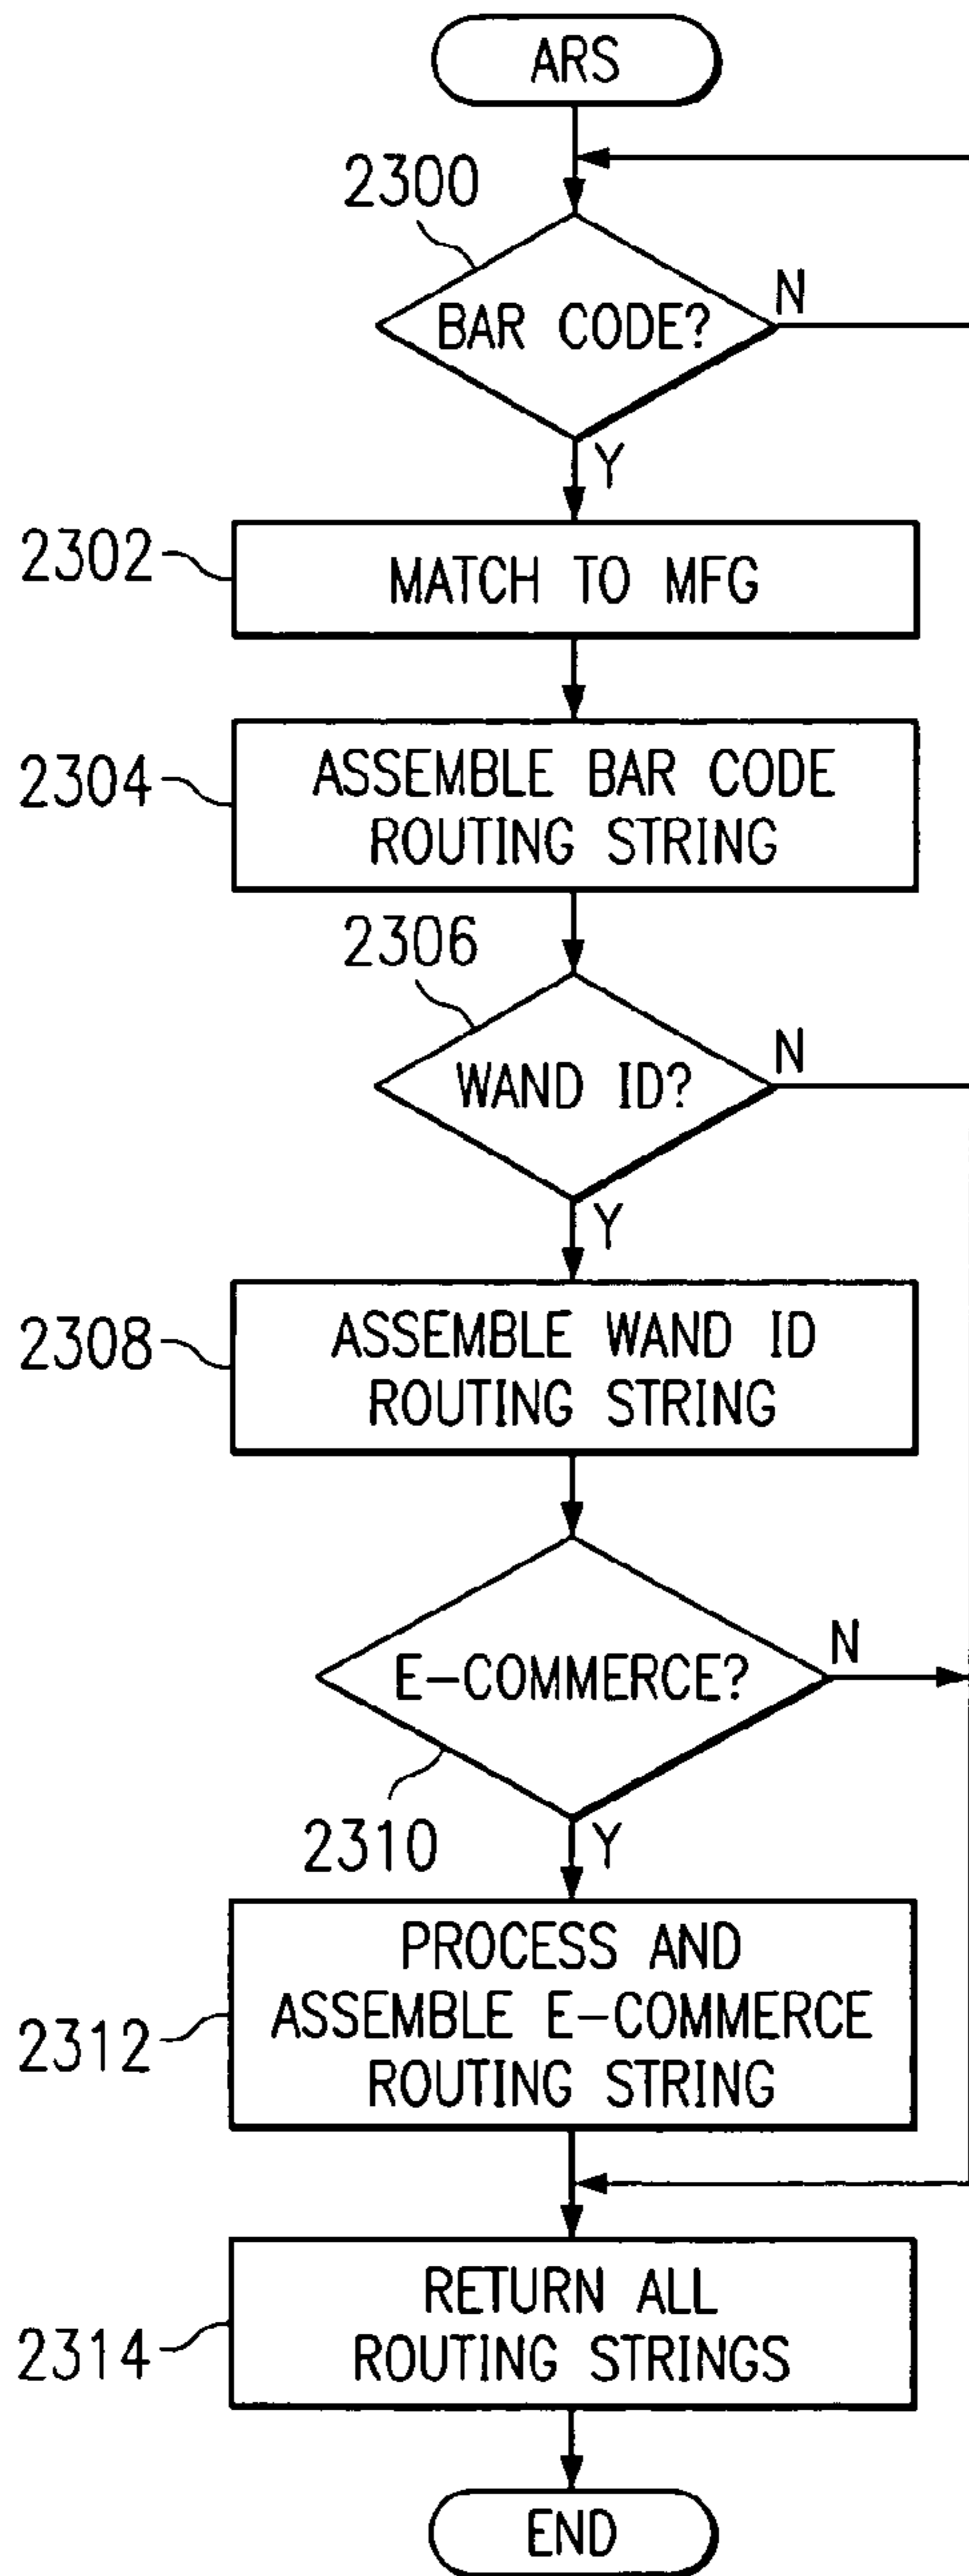 ARS
2300
BAR CODE?
N
Y
2302
MATCH TO MFG
2304
ASSEMBLE BAR CODE
ROUTING STRING
2306
WAND ID?
N
Y
2308
ASSEMBLE WAND ID
ROUTING STRING
E-COMMERCE?
N
2310
Y
2312
PROCESS AND
ASSEMBLE E-COMMERCE
ROUTING STRING
2314
RETURN ALL
ROUTING STRINGS
END